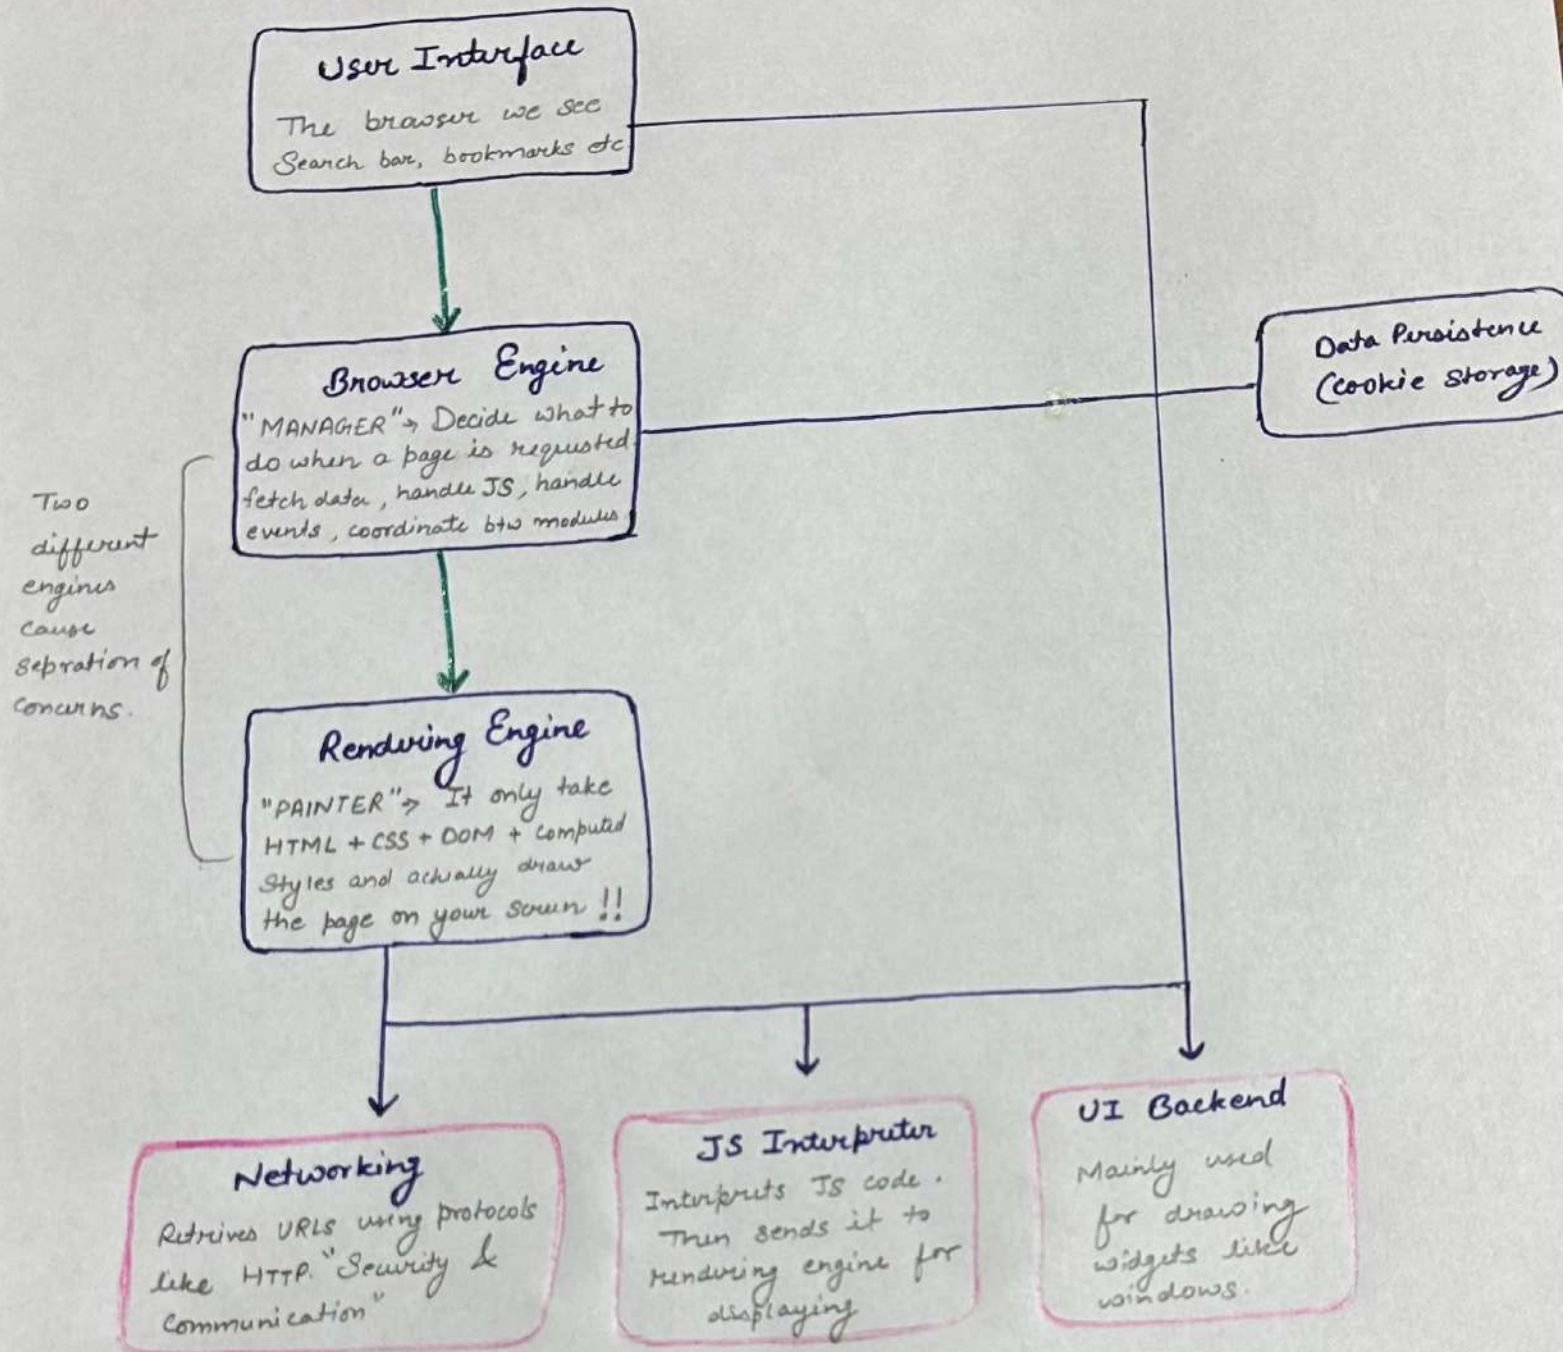 User Interface
The browser we see
Search bar, bookmarks etc
Browser Engine
"MANAGER"→ Decide what to
do when a page is requested
fetch data, handle JS, handle
events, coordinate btw modules
Data Persistence
(Cookie Storage)
Two
different
engines
cause
sepration of
concerns.
Rendering Engine
"PAINTER"→ It only take
HTML + CSS + DOM + computed
Styles and actually draw
the page on your screen !!
Networking
Retrives URLs using protocols
like HTTP. "Security &
Communication"
JS Interpreter
Interprets JS code.
Then sends it to
rendering engine for
displaying
UI Backend
Mainly used
for drawing
widgets like
windows.